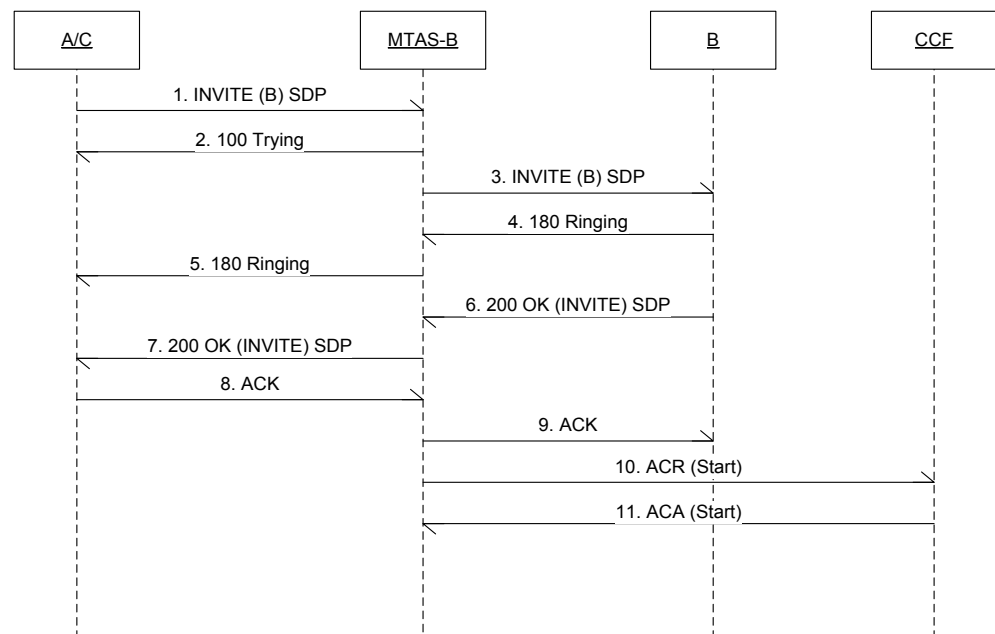 A/C
MTAS-B
B
CCF
1. INVITE (B) SDP
2. 100 Trying
3. INVITE (B) SDP
4. 180 Ringing
5. 180 Ringing
6. 200 OK (INVITE) SDP
7. 200 OK (INVITE) SDP
8. ACK
9. ACK
10. ACR (Start)
11. ACA (Start)